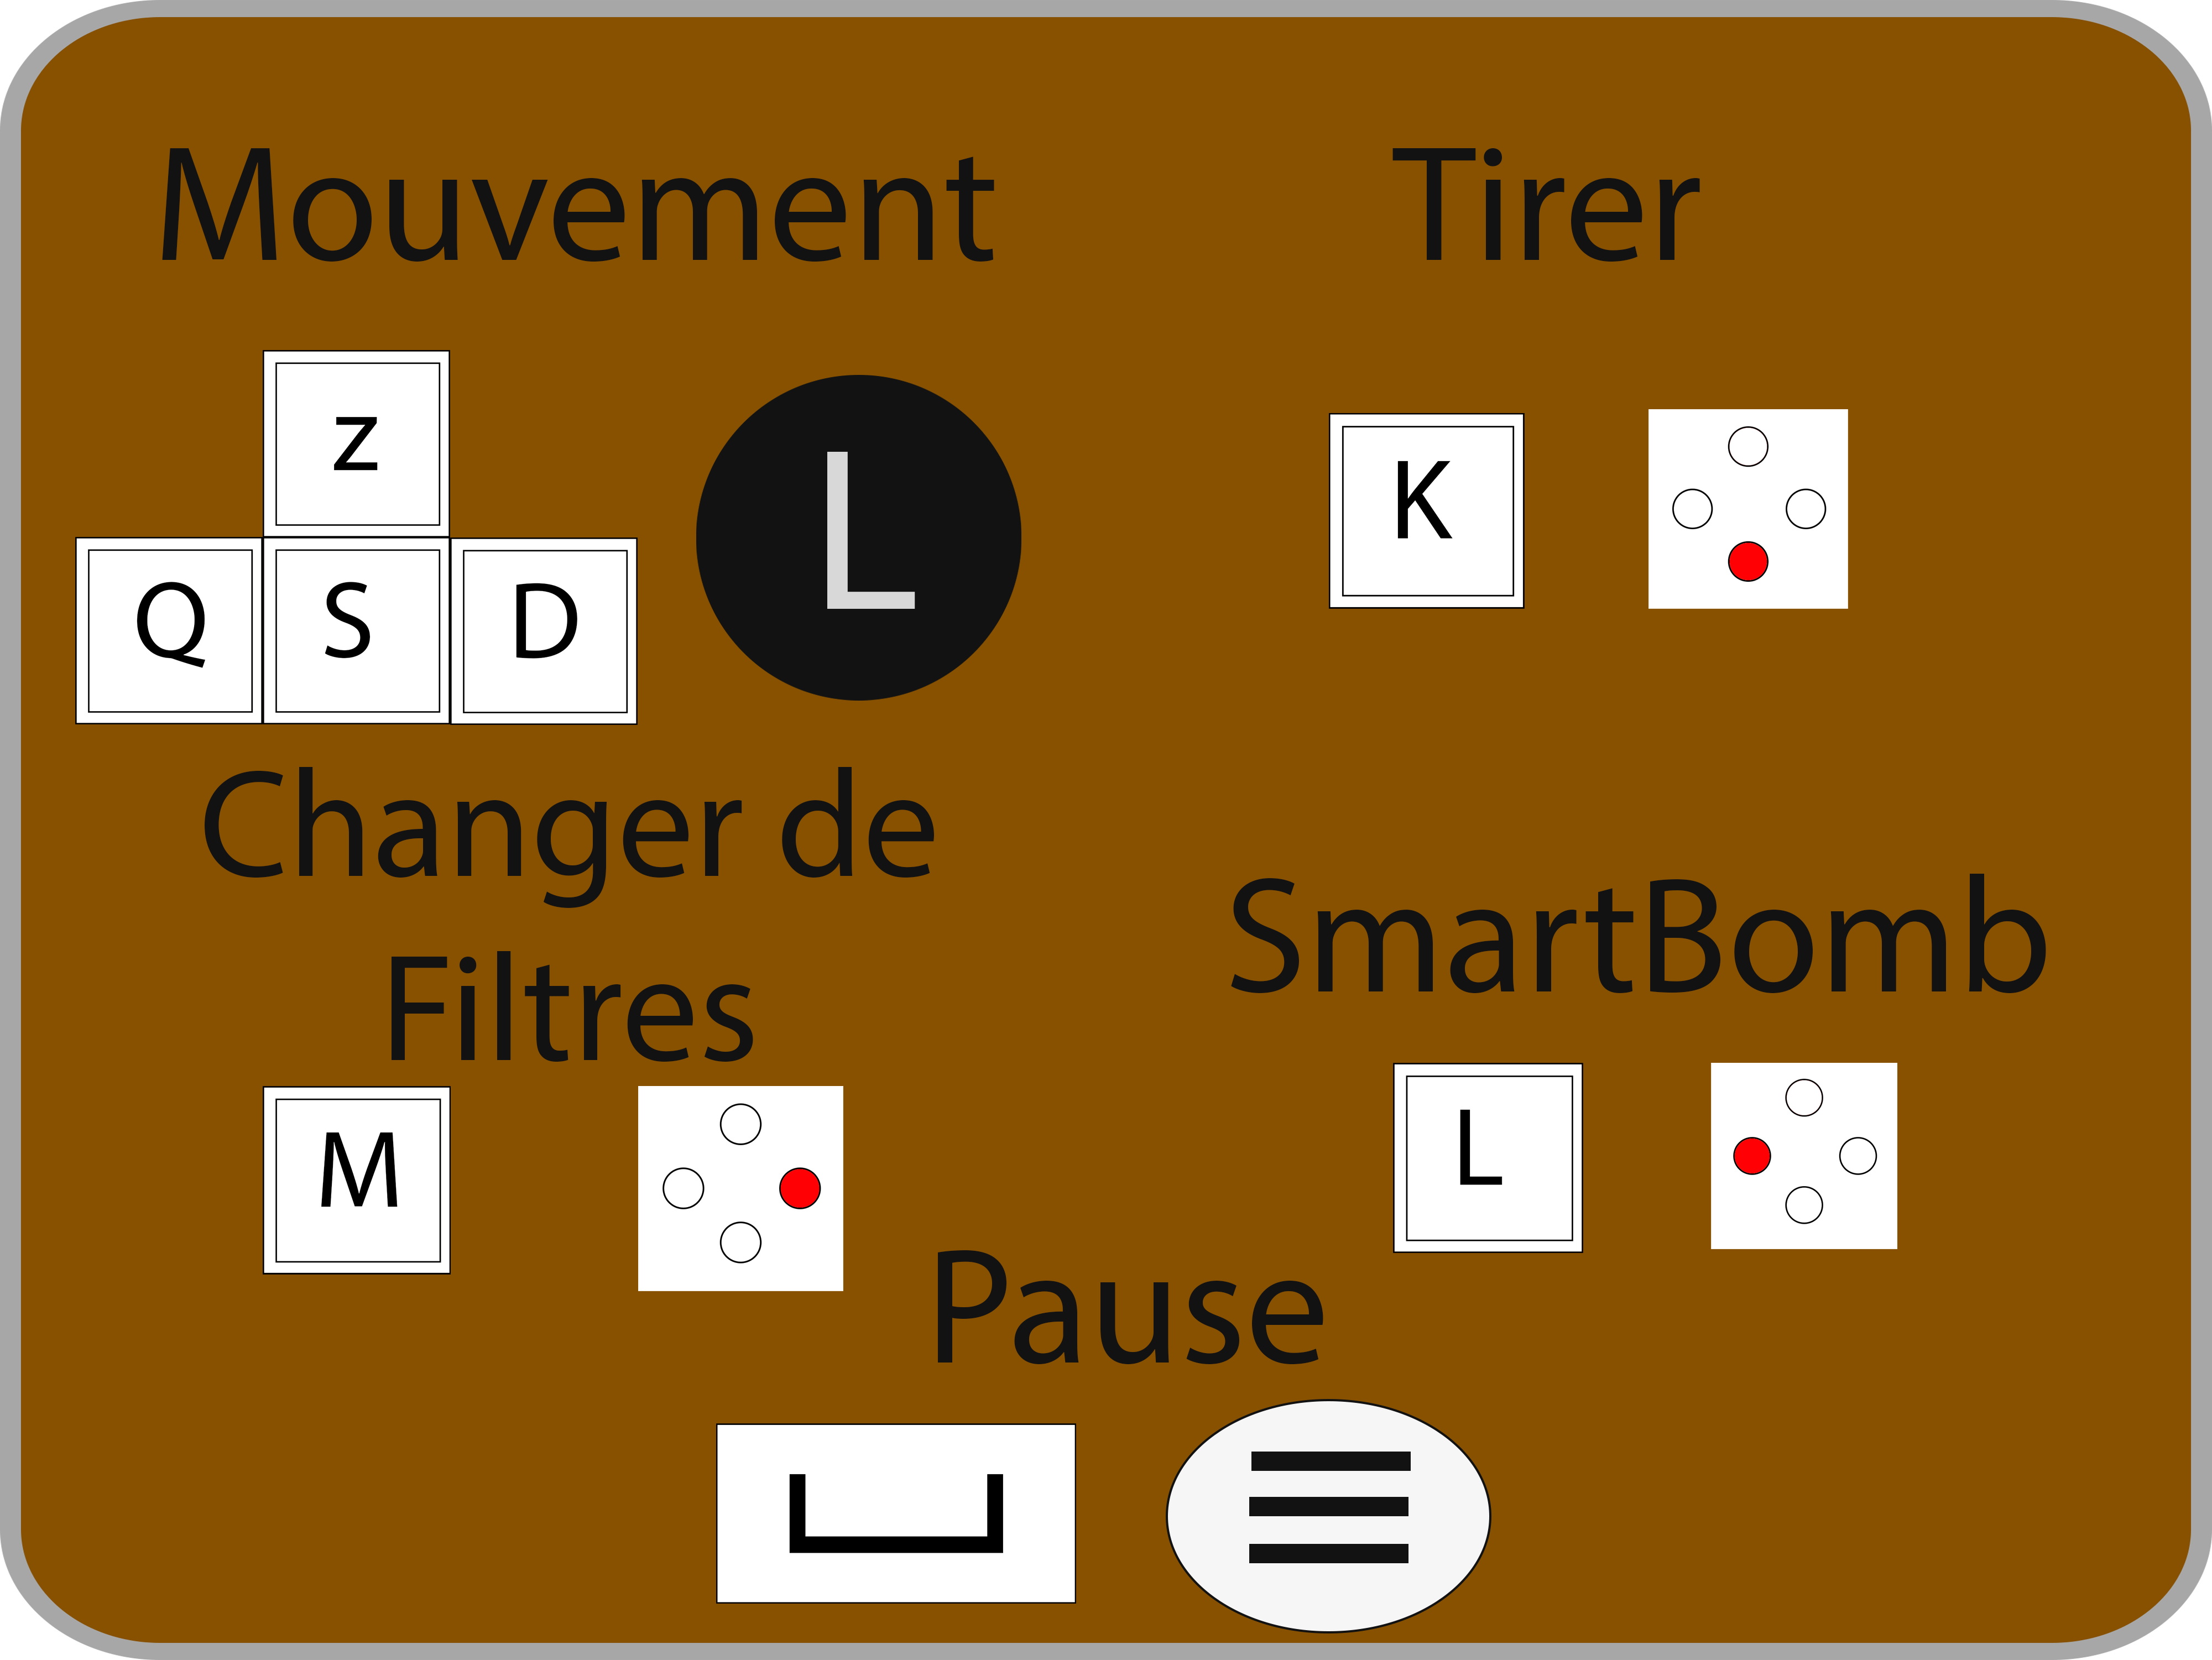 Mouvement
Tirer
Z
Q S D
L
K
Changer de
Filtres
SmartBomb
M
L
Pause